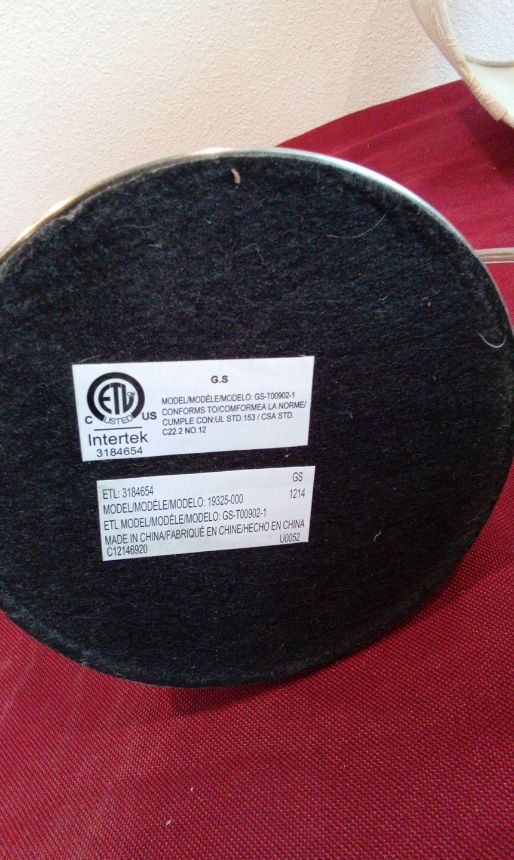 G.S
ETL
LISTED
C US
Intertek
3184654
MODEL/MODÈLE/MODELO: GS-T00902-1
CONFORMS TO/COMFORMEA LA NORME/
CUMPLE CON:UL STD.153 / CSA STD.
C22.2 NO.12
GS
ETL: 3184654
1214
MODEL/MODÈLE/MODELO: 19325-000
ETL MODEL/MODÈLE/MODELO: GS-T00902-1
MADE IN CHINA/FABRIQUÉ EN CHINE/HECHO EN CHINA
C12146920 U0052